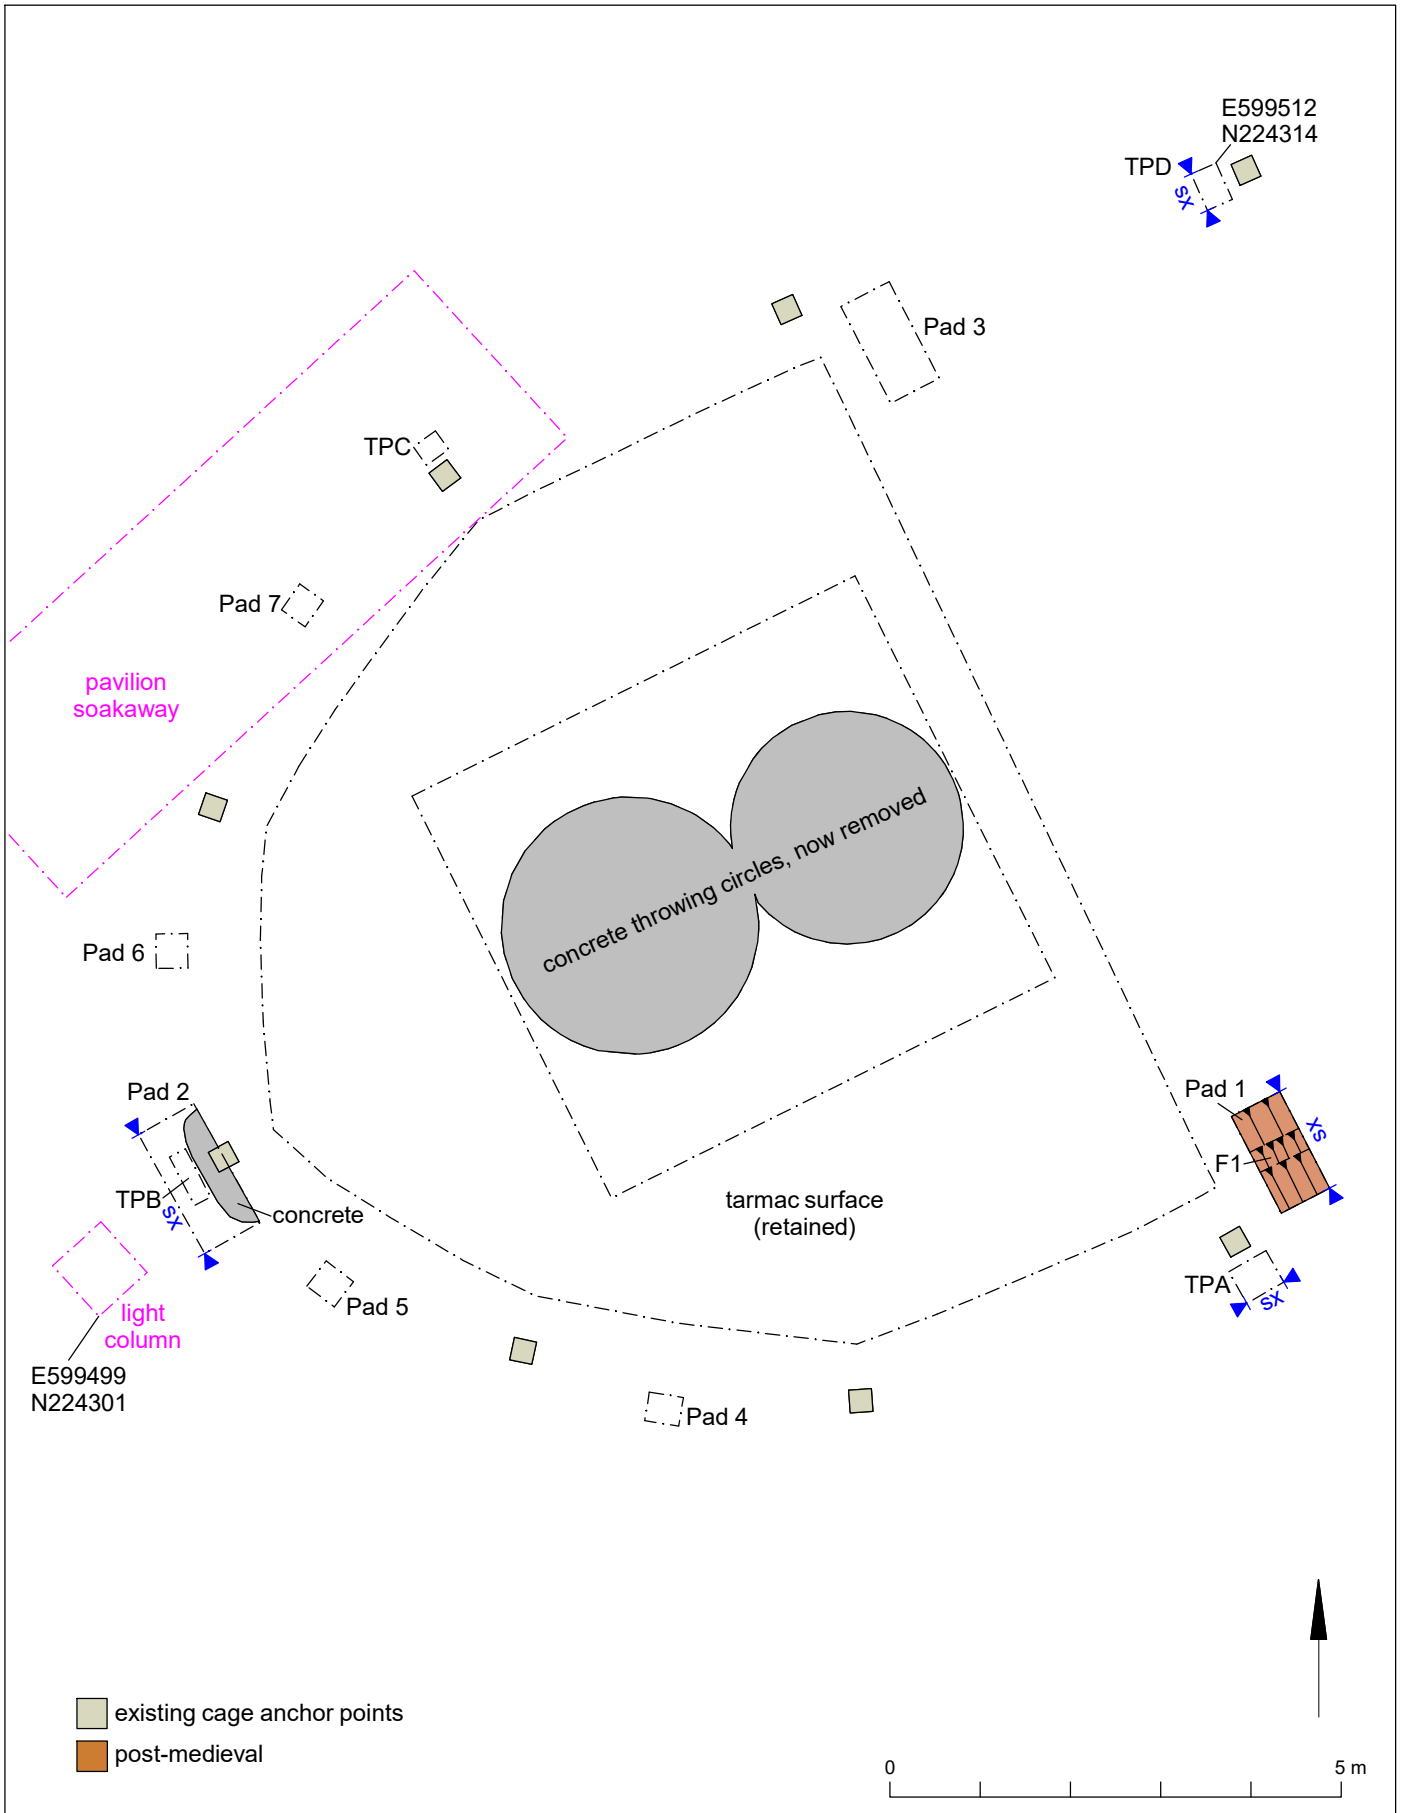 E599512
N224314
TPD
sx
Pad 3
TPC
Pad 7
pavilion
soakaway
concrete throwing circles, now removed
Pad 6
Pad 2
Pad 1
sx
F1
TPB
sx
concrete
tarmac surface
(retained)
TPA
sx
Pad 5
light
column
E599499
N224301
Pad 4
existing cage anchor points
post-medieval
0
5 m